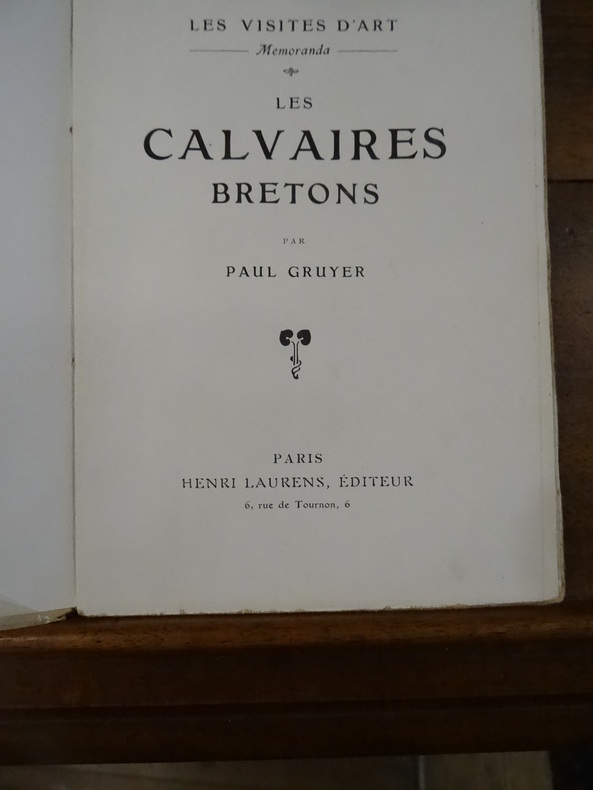 LES VISITES D'ART
Memoranda
LES
CALVAIRES
BRETONS
PAR
PAUL GRUYER
PARIS
HENRI LAURENS, ÉDITEUR
6, rue de Tournon, 6